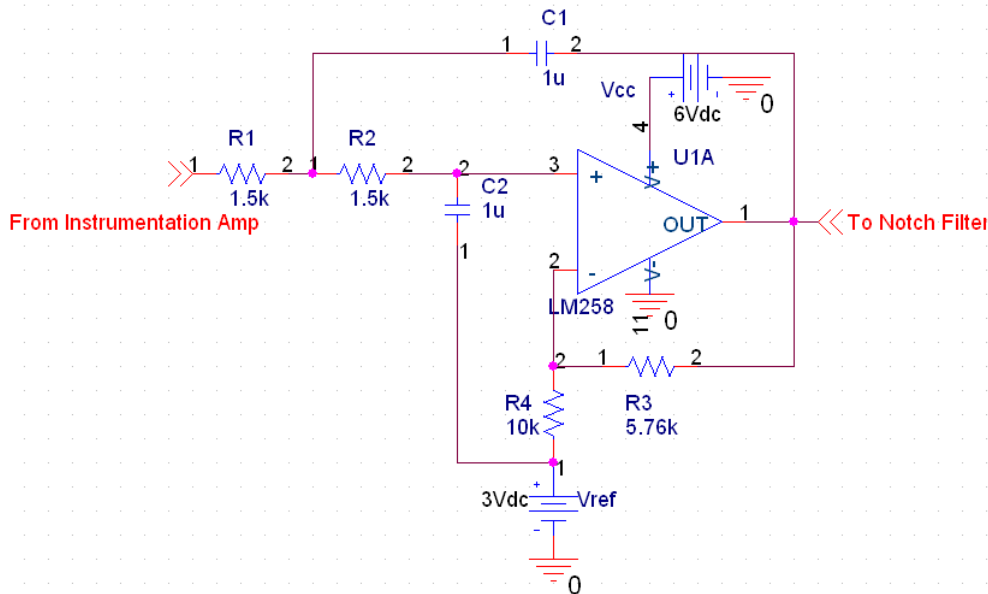 C1
1
2
1u
Vcc
6Vdc
0
4
R1
R2
U1A
1
2
1
2
2
3
+
V+
1.5k
1.5k
C2
1u
From Instrumentation Amp
OUT
1
To Notch Filter
1
2
-
V-
LM258
11
0
2
1
2
R4
R3
10k
5.76k
1
3Vdc
Vref
0